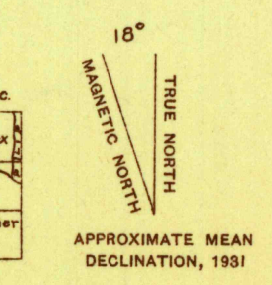 18°
MAGNETIC NORTH
TRUE NORTH
C.
X
APPROXIMATE MEAN
DECLINATION, 1931